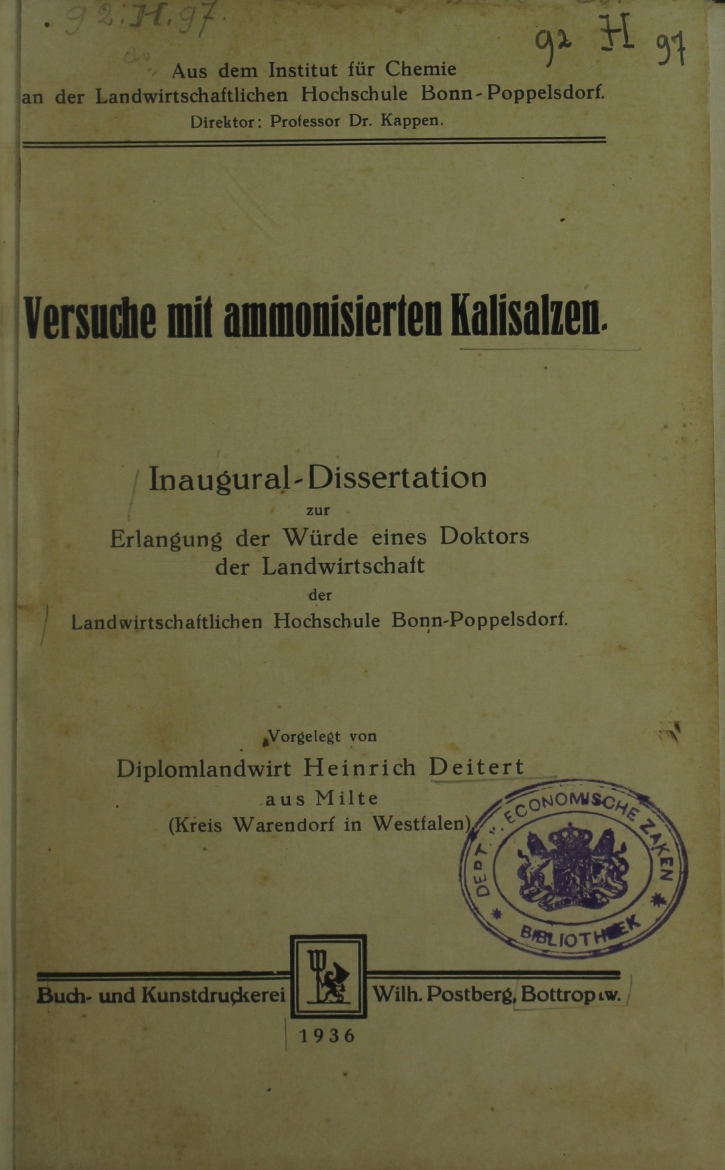 92.H.97.
92 H 97
Aus dem Institut für Chemie
an der Landwirtschaftlichen Hochschule Bonn-Poppelsdorf.
Direktor: Professor Dr. Kappen.
Versuche mit ammonisierten Kalisalzen.
Inaugural-Dissertation
zur
Erlangung der Würde eines Doktors
der Landwirtschaft
der
Landwirtschaftlichen Hochschule Bonn-Poppelsdorf.
Vorgelegt von
Diplomlandwirt Heinrich Deitert
aus Milte
(Kreis Warendorf in Westfalen)
DEPT. v. ECONOMISCHE ZAKEN
BIBLIOTHEEK
Buch- und Kunstdruckerei Wilh. Postberg, Bottrop i.w.
1936